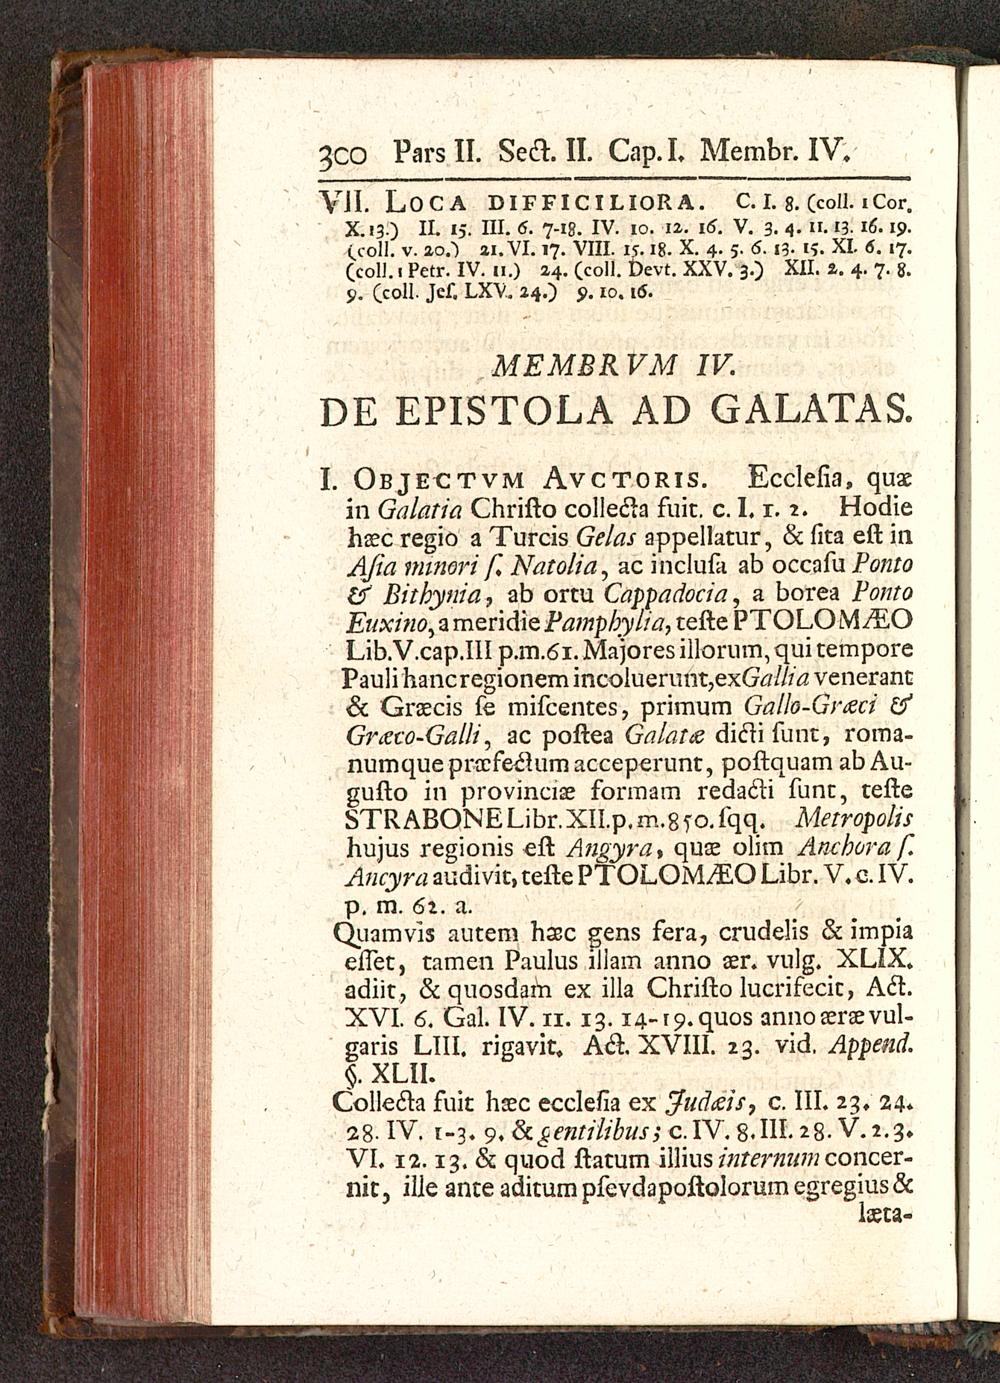 300 Pars II. Sect. II. Cap. I. Membr. IV.
VII. LOCA DIFFICILIORA. C. I. 8. (coll. 1 Cor.
X. 13.) II. 15. III. 6. 7-18. IV. 10. 12. 16. V. 3. 4. 11. 13. 16. 19.
(coll. v. 20.) 21. VI. 17. VIII. 15. 18. X. 4. 5. 6. 13. 15. XI. 6. 17.
(coll. 1 Petr. IV. 11.) 24. (coll. Devt. XXV. 3.) XII. 2. 4. 7. 8.
9. (coll. Jeſ. LXV. 24.) 9. 10. 16.
MEMBRVM IV.
DE EPISTOLA AD GALATAS.
I. OBJECTVM AVCTORIS. Eccleſia, quæ
in Galatia Chriſto collecta fuit. c. I. 1. 2. Hodie
hæc regio a Turcis Gelas appellatur, & ſita eſt in
Aſia minori ſ. Natolia, ac incluſa ab occaſu Ponto
& Bithynia, ab ortu Cappadocia, a borea Ponto
Euxino, a meridie Pamphylia, teſte PTOLOMÆO
Lib. V. cap. III p. m. 61. Majores illorum, qui tempore
Pauli hanc regionem incoluerunt, ex Gallia venerant
& Græcis ſe miſcentes, primum Gallo-Græci &
Græco-Galli, ac poſtea Galatæ dicti ſunt, roma-
numque præfectum acceperunt, poſtquam ab Au-
guſto in provinciæ formam redacti ſunt, teſte
STRABONE Libr. XII. p. m. 850. ſqq. Metropolis
hujus regionis eſt Angyra, quæ olim Anchora ſ.
Ancyra audivit, teſte PTOLOMÆO Libr. V. c. IV.
p. m. 62. a.
Quamvis autem hæc gens fera, crudelis & impia
eſſet, tamen Paulus illam anno ær. vulg. XLIX.
adiit, & quosdam ex illa Chriſto lucrifecit, Act.
XVI. 6. Gal. IV. 11. 13. 14-19. quos anno æræ vul-
garis LIII. rigavit. Act. XVIII. 23. vid. Append.
§. XLII.
Collecta fuit hæc eccleſia ex Judæis, c. III. 23. 24.
28. IV. 1-3. 9. & gentilibus; c. IV. 8. III. 28. V. 2. 3.
VI. 12. 13. & quod ſtatum illius internum concer-
nit, ille ante aditum pſevdapoſtolorum egregius &
læta-